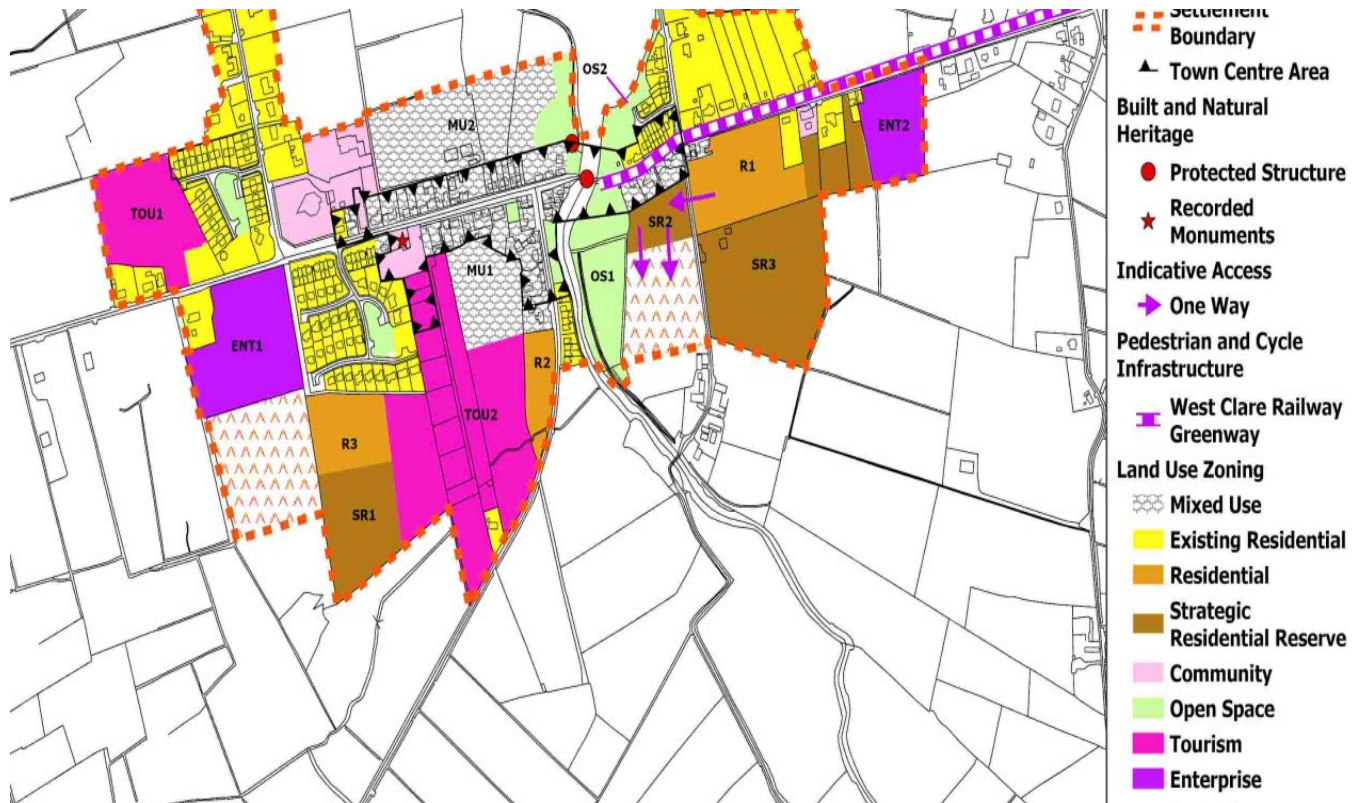 Settlement
Boundary
Town Centre Area
Built and Natural
Heritage
Protected Structure
Recorded
Monuments
Indicative Access
One Way
Pedestrian and Cycle
Infrastructure
West Clare Railway
Greenway
Land Use Zoning
Mixed Use
Existing Residential
Residential
Strategic
Residential Reserve
Community
Open Space
Tourism
Enterprise
OS2
MU2
ENT2
R1
TOU1
SR2
SR3
MU1
OS1
ENT1
R2
TOU2
R3
SR1